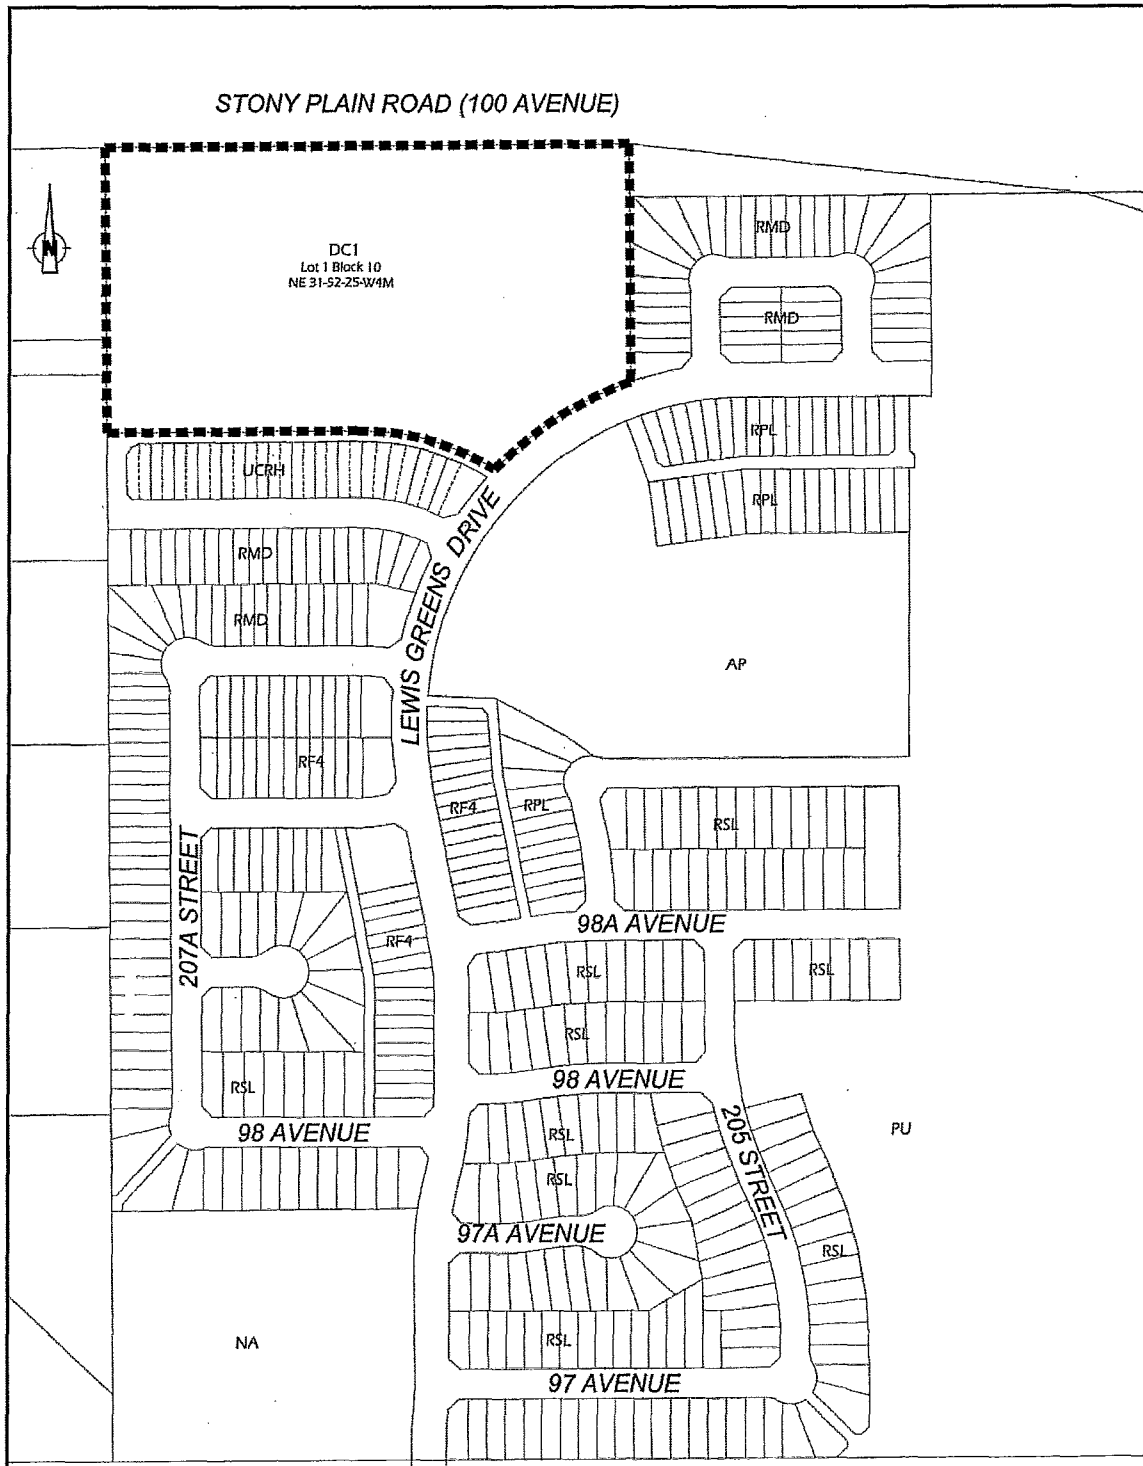 STONY PLAIN ROAD (100 AVENUE)
N
DC1
Lot 1 Block 10
NE 31-52-25-W4M
RMD
RMD
RPL
RPL
UCRH
RMD
RMD
LEWIS GREENS DRIVE
AP
RF4
RF4
RPL
RSL
207A STREET
98A AVENUE
RF4
RSL
RSL
RSL
98 AVENUE
RSL
98 AVENUE
205 STREET
PU
RSL
RSL
97A AVENUE
RSL
NA
RSL
97 AVENUE